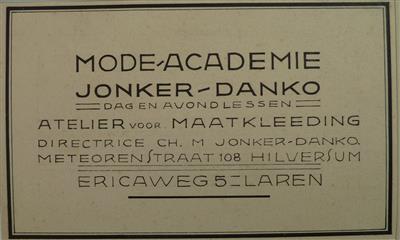 MODE-ACADEMIE
JONKER-DANKO
DAG EN AVONDLESSEN
ATELIER VOOR MAATKLEEDING
DIRECTRICE CH. M JONKER-DANKO.
METEORENSTRAAT 108 HILVERSUM
ERICAWEG 5 LAREN